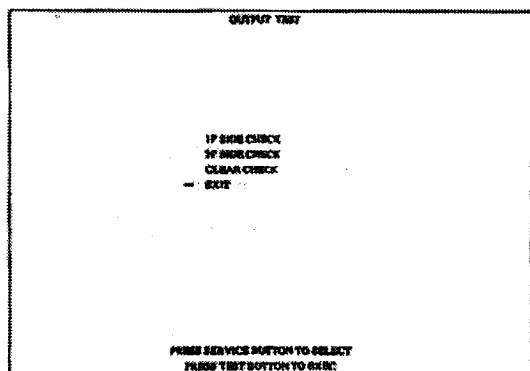 OUTPUT TEST
1P SIDE CHECK
2P SIDE CHECK
CLEAR CHECK
→ EXIT
PRESS SERVICE BUTTON TO SELECT
PRESS TEST BUTTON TO EXEC